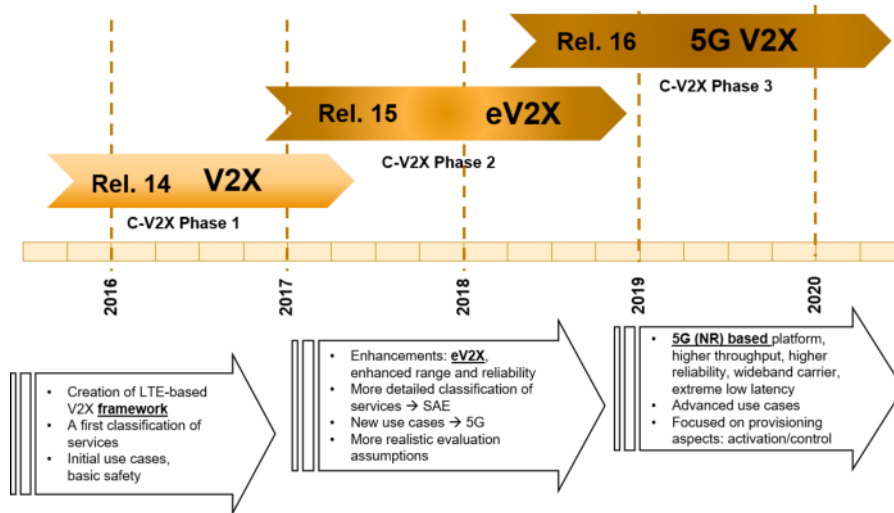 Rel. 16 5G V2X
C-V2X Phase 3
Rel. 15 eV2X
C-V2X Phase 2
Rel. 14 V2X
C-V2X Phase 1
2016
2017
2018
2019
2020
• Creation of LTE-based
V2X framework
• A first classification of
services
• Initial use cases,
basic safety
• Enhancements: eV2X,
enhanced range and reliability
• More detailed classification of
services → SAE
• New use cases → 5G
• More realistic evaluation
assumptions
• 5G (NR) based platform,
higher throughput, higher
reliability, wideband carrier,
extreme low latency
• Advanced use cases
• Focused on provisioning
aspects: activation/control